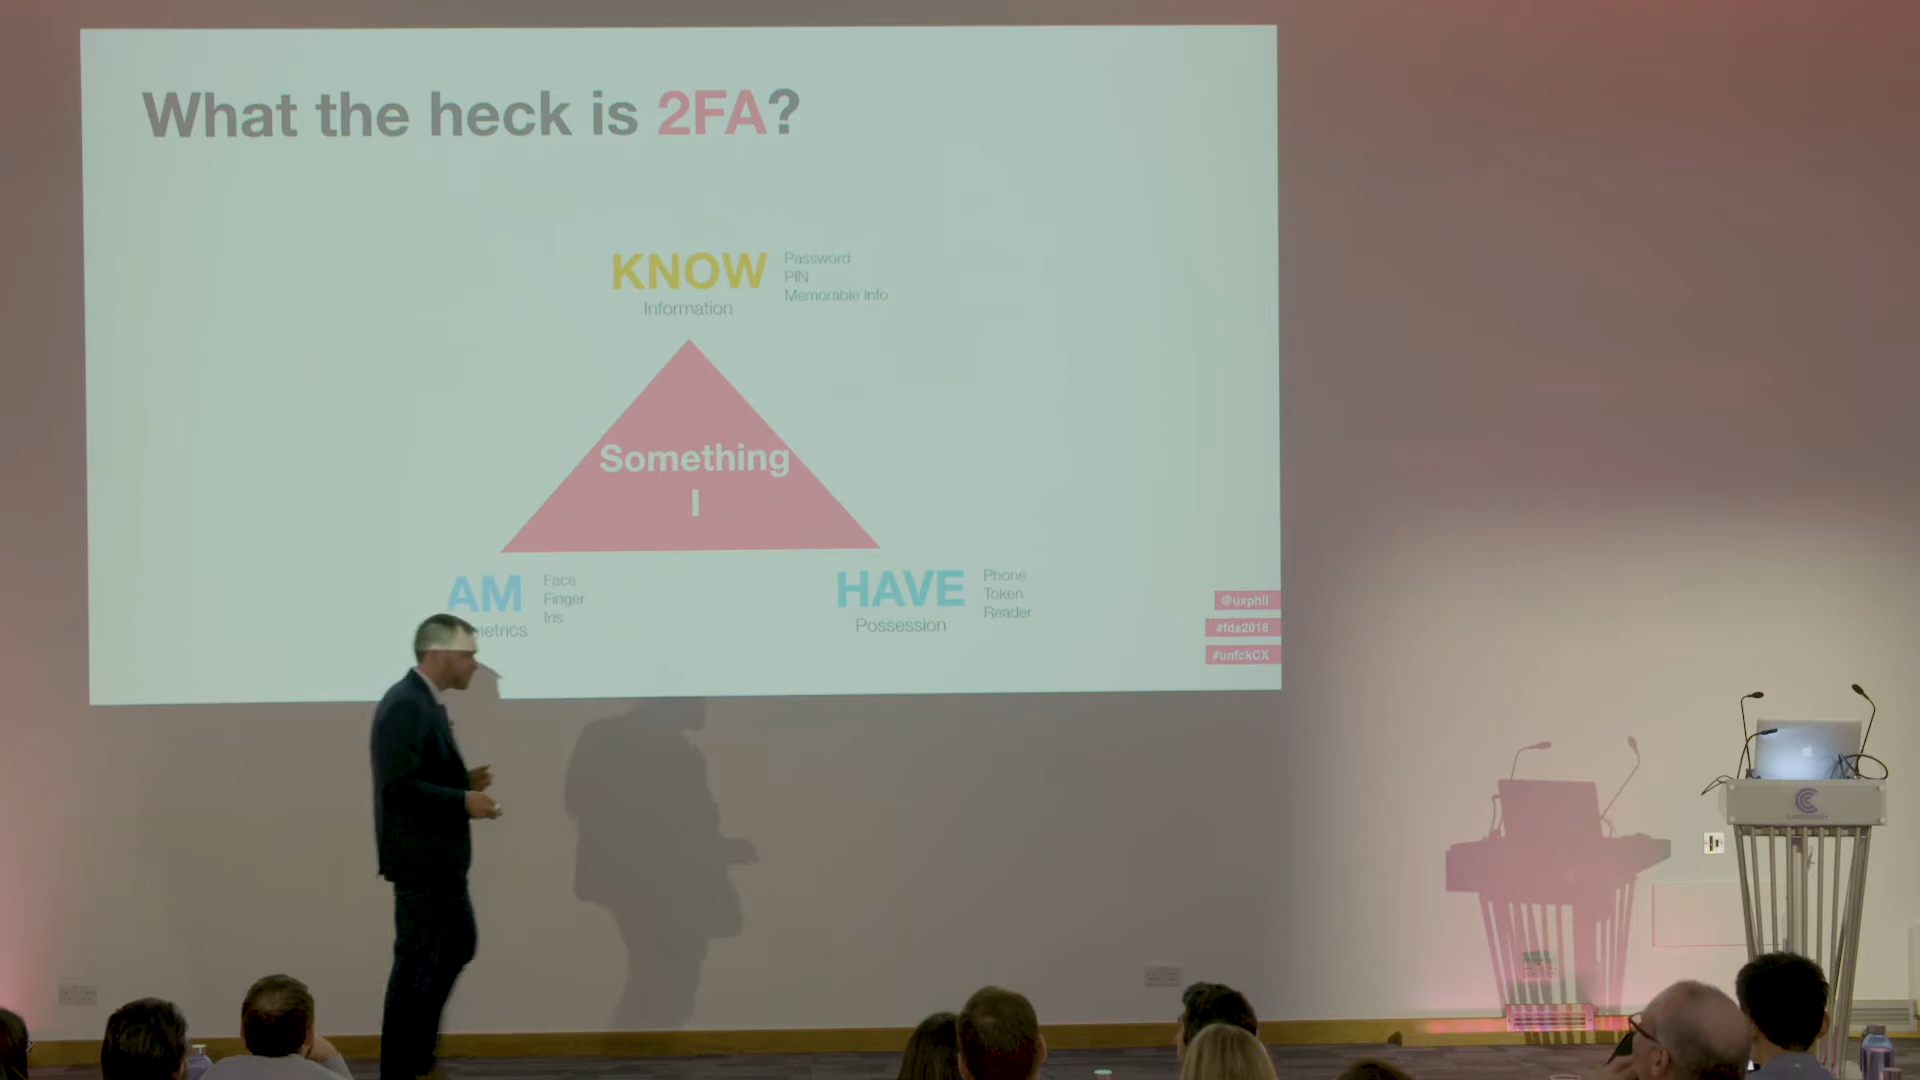 What the heck is 2FA?
KNOW
Information
Password
PIN
Memorable Info
Something
I
AM
metrics
Face
Finger
Iris
HAVE
Possession
Phone
Token
Reader
@uxphil
#fds2018
#unfckCX